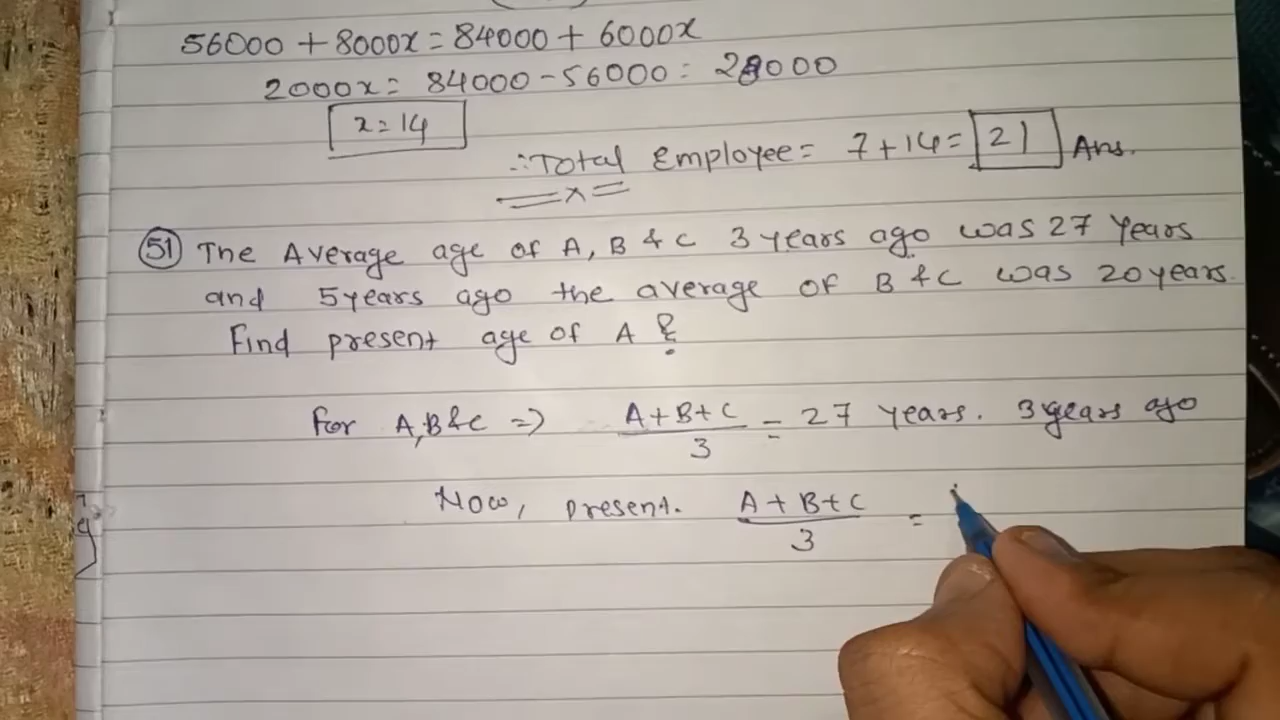 56000 + 8000x = 84000 + 6000x
2000x = 84000 - 56000 = 28000
x = 14
∴ Total Employee = 7 + 14 = 21 Ans.
=x=
51 The Average age of A, B & C 3 years ago was 27 Years
and 5 years ago the average of B & C was 20 years.
Find present age of A ?
For A, B & C => A + B + C / 3 = 27 years. 3 years ago
Now, present. A + B + C / 3 =